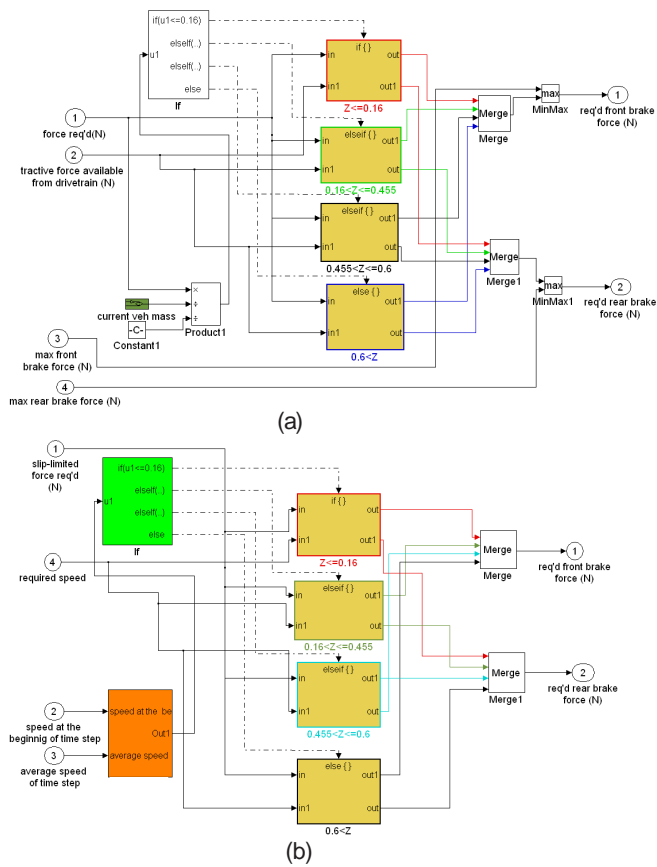 if(u1<=0.16)
elseif(..)
elseif(..)
else
u1
If
1
force req'd(N)
2
tractive force available
from drivetrain (N)
if { }
in
out
in1
out1
Z<=0.16
elseif { }
in
out1
in1
out
0.16<Z<=0.455
elseif { }
in
out1
in1
out
0.455<Z<=0.6
else { }
in
out1
in1
out
0.6<Z
Merge
Merge
Merge
Merge1
max
MinMax
1
req'd front brake
force (N)
max
MinMax1
2
req'd rear brake
force (N)
×
÷
÷
Product1
current veh mass
-C-
Constant1
3
max front
brake force (N)
4
max rear brake force (N)
(a)
1
slip-limited
force req'd
(N)
if(u1<=0.16)
elseif(..)
elseif(..)
else
u1
If
4
required speed
if { }
in
out
in1
out1
Z<=0.16
elseif { }
in
out1
in1
out
0.16<Z<=0.455
elseif { }
in
out1
in1
out
0.455<Z<=0.6
else { }
in
out1
in1
out
0.6<Z
Merge
Merge
1
req'd front brake
force (N)
Merge
Merge1
2
req'd rear brake
force (N)
2
speed at the
beginnig of time step
3
average speed
of time step
speed at the be
Out1
average speed
(b)